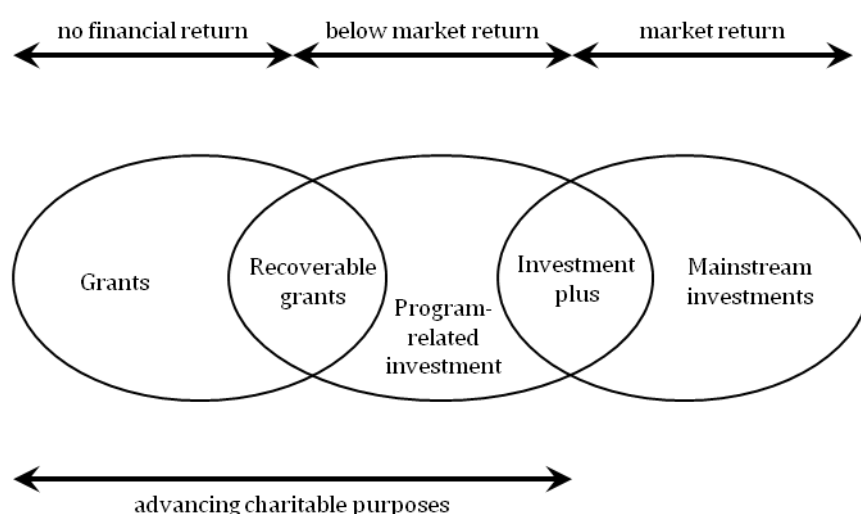 no financial return
below market return
market return
Grants
Recoverable
grants
Program-
related
investment
Investment
plus
Mainstream
investments
advancing charitable purposes